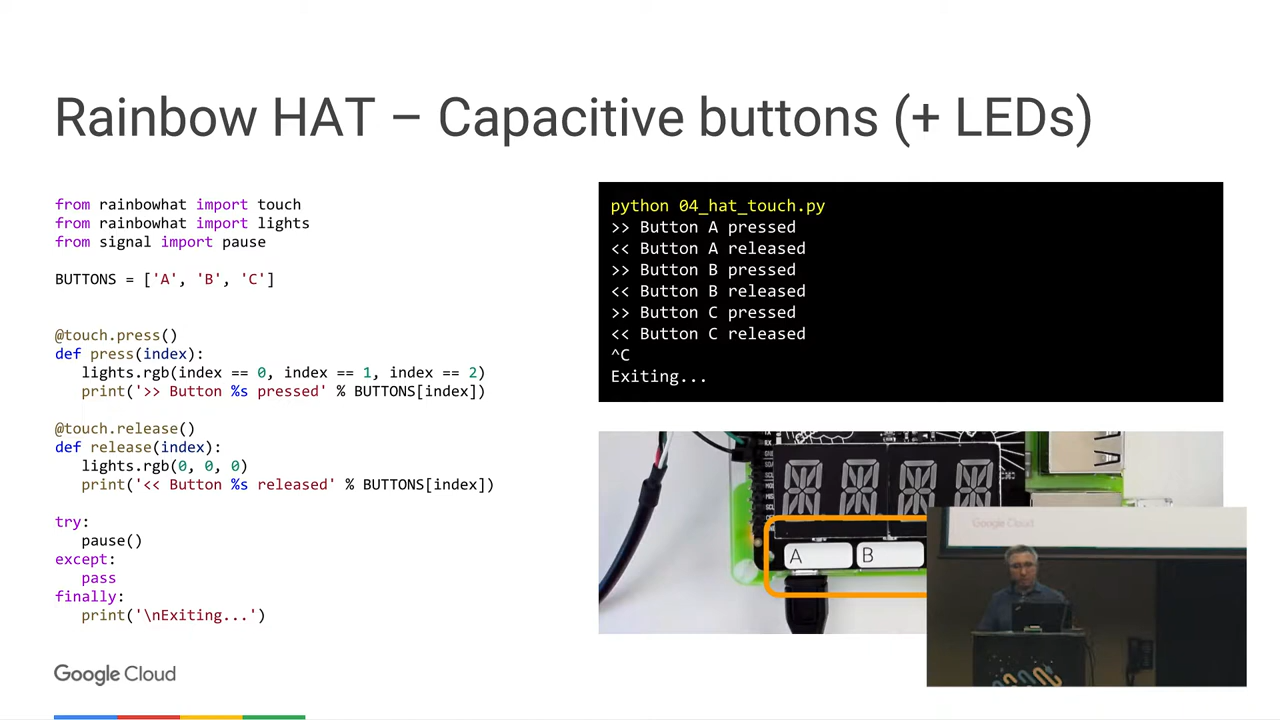 Rainbow HAT – Capacitive buttons (+ LEDs)
from rainbowhat import touch
from rainbowhat import lights
from signal import pause
BUTTONS = ['A', 'B', 'C']
@touch.press()
def press(index):
lights.rgb(index == 0, index == 1, index == 2)
print('>> Button %s pressed' % BUTTONS[index])
@touch.release()
def release(index):
lights.rgb(0, 0, 0)
print('<< Button %s released' % BUTTONS[index])
try:
pause()
except:
pass
finally:
print('\nExiting...')
python 04_hat_touch.py
>> Button A pressed
<< Button A released
>> Button B pressed
<< Button B released
>> Button C pressed
<< Button C released
^C
Exiting...
A
B
Google Cloud
Google Cloud